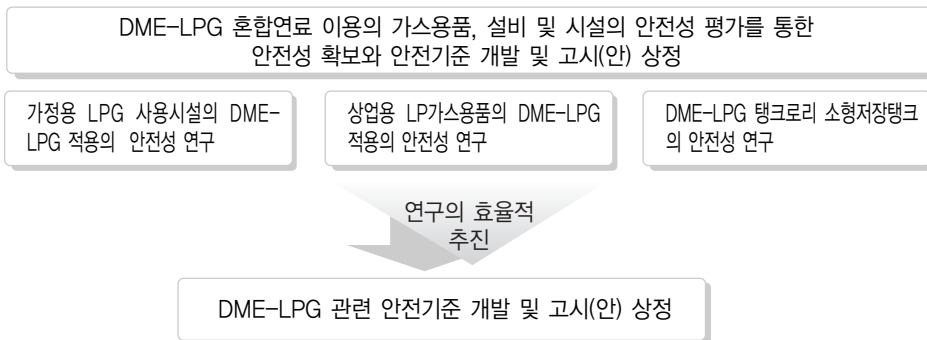 DME-LPG 혼합연료 이용의 가스용품, 설비 및 시설의 안전성 평가를 통한
안전성 확보와 안전기준 개발 및 고시(안) 상정
가정용 LPG 사용시설의 DME-
LPG 적용의 안전성 연구
상업용 LP가스용품의 DME-LPG
적용의 안전성 연구
DME-LPG 탱크로리 소형저장탱크
의 안전성 연구
연구의 효율적
추진
DME-LPG 관련 안전기준 개발 및 고시(안) 상정